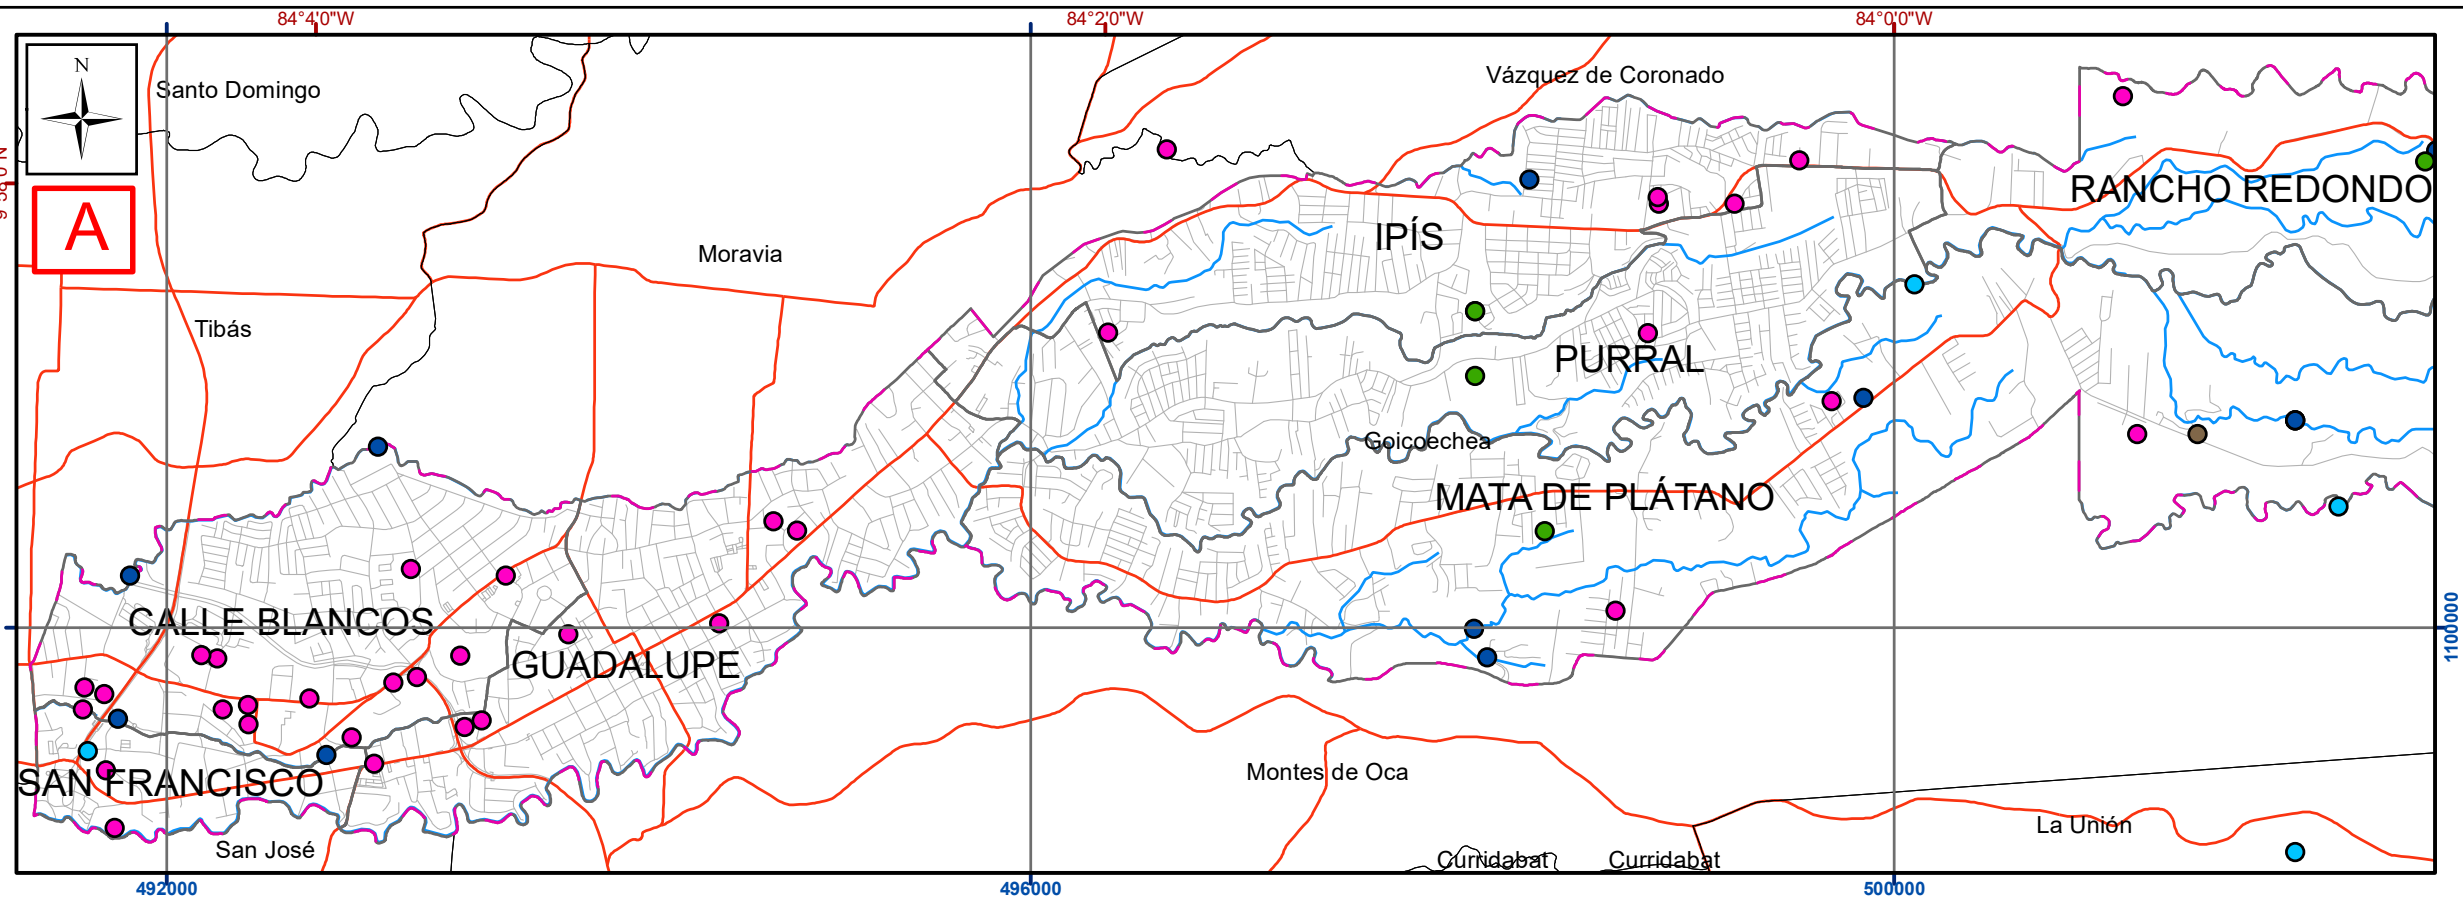 84°4'0"W
84°2'0"W
84°0'0"W
N
Santo Domingo
Vázquez de Coronado
A
RANCHO REDONDO
IPÍS
Moravia
Tibás
PURRAL
Goicoechea
MATA DE PLÁTANO
CALLE BLANCOS
GUADALUPE
1100000
SAN FRANCISCO
Montes de Oca
La Unión
San José
Curridabat
Curridabat
492000
496000
500000